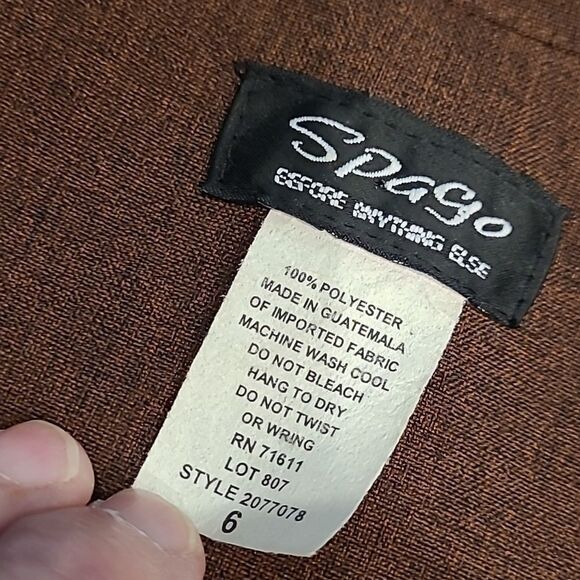 Spago
BEFORE ANYTHING ELSE
100% POLYESTER
MADE IN GUATEMALA
OF IMPORTED FABRIC
MACHINE WASH COOL
DO NOT BLEACH
HANG TO DRY
DO NOT TWIST
OR WRING
RN 71611
LOT 807
STYLE 2077078
6